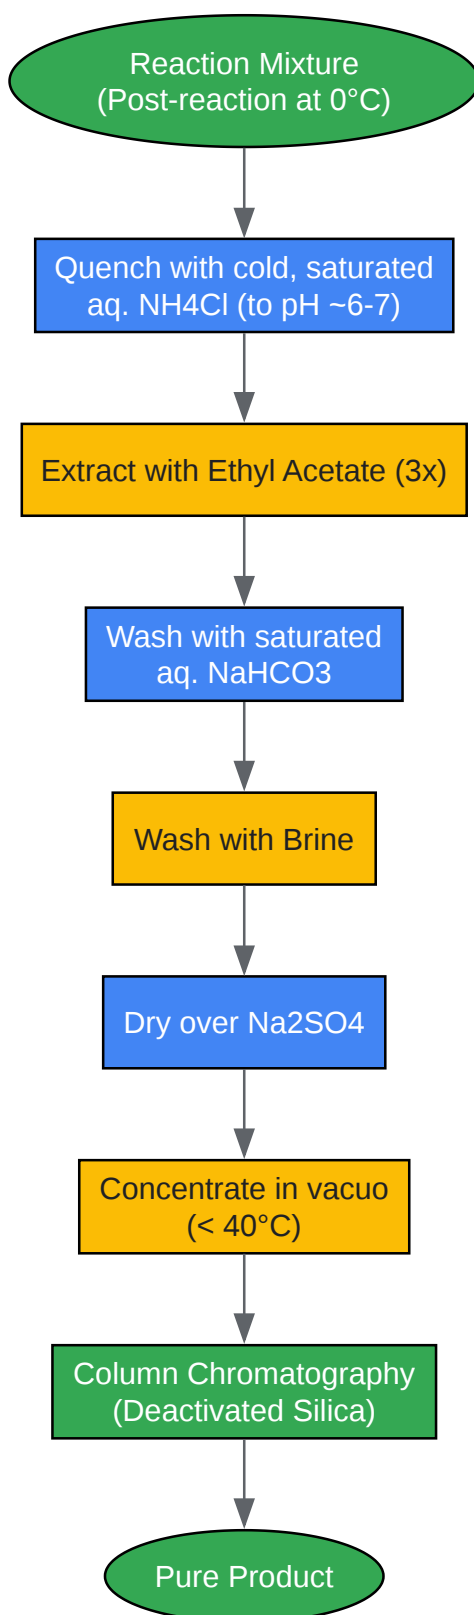 Reaction Mixture
(Post-reaction at 0°C)
Quench with cold, saturated
aq. NH4Cl (to pH ~6-7)
Extract with Ethyl Acetate (3x)
Wash with saturated
aq. NaHCO3
Wash with Brine
Dry over Na2SO4
Concentrate in vacuo
(< 40°C)
Column Chromatography
(Deactivated Silica)
Pure Product